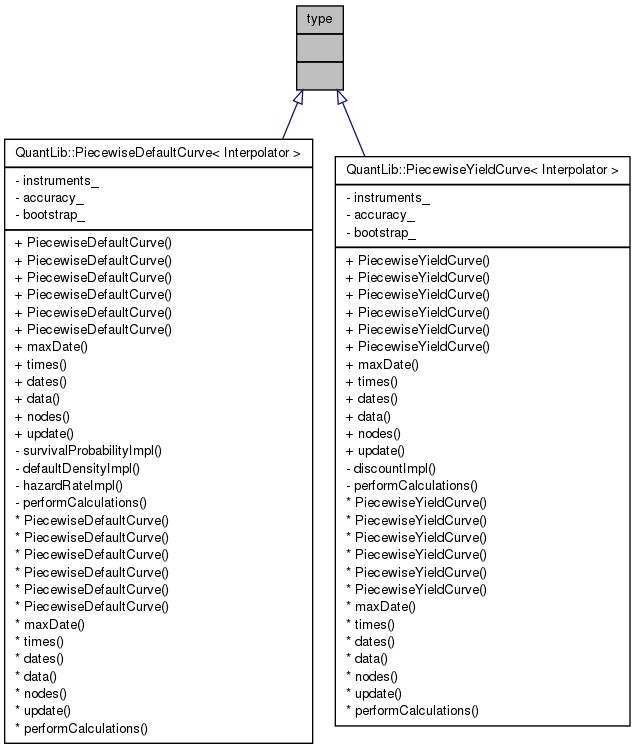 type
QuantLib::PiecewiseDefaultCurve< Interpolator >
- instruments_
- accuracy_
- bootstrap_
+ PiecewiseDefaultCurve()
+ PiecewiseDefaultCurve()
+ PiecewiseDefaultCurve()
+ PiecewiseDefaultCurve()
+ PiecewiseDefaultCurve()
+ PiecewiseDefaultCurve()
+ maxDate()
+ times()
+ dates()
+ data()
+ nodes()
+ update()
- survivalProbabilityImpl()
- defaultDensityImpl()
- hazardRateImpl()
- performCalculations()
* PiecewiseDefaultCurve()
* PiecewiseDefaultCurve()
* PiecewiseDefaultCurve()
* PiecewiseDefaultCurve()
* PiecewiseDefaultCurve()
* PiecewiseDefaultCurve()
* maxDate()
* times()
* dates()
* data()
* nodes()
* update()
* performCalculations()
QuantLib::PiecewiseYieldCurve< Interpolator >
- instruments_
- accuracy_
- bootstrap_
+ PiecewiseYieldCurve()
+ PiecewiseYieldCurve()
+ PiecewiseYieldCurve()
+ PiecewiseYieldCurve()
+ PiecewiseYieldCurve()
+ PiecewiseYieldCurve()
+ maxDate()
+ times()
+ dates()
+ data()
+ nodes()
+ update()
- discountImpl()
- performCalculations()
* PiecewiseYieldCurve()
* PiecewiseYieldCurve()
* PiecewiseYieldCurve()
* PiecewiseYieldCurve()
* PiecewiseYieldCurve()
* PiecewiseYieldCurve()
* maxDate()
* times()
* dates()
* data()
* nodes()
* update()
* performCalculations()